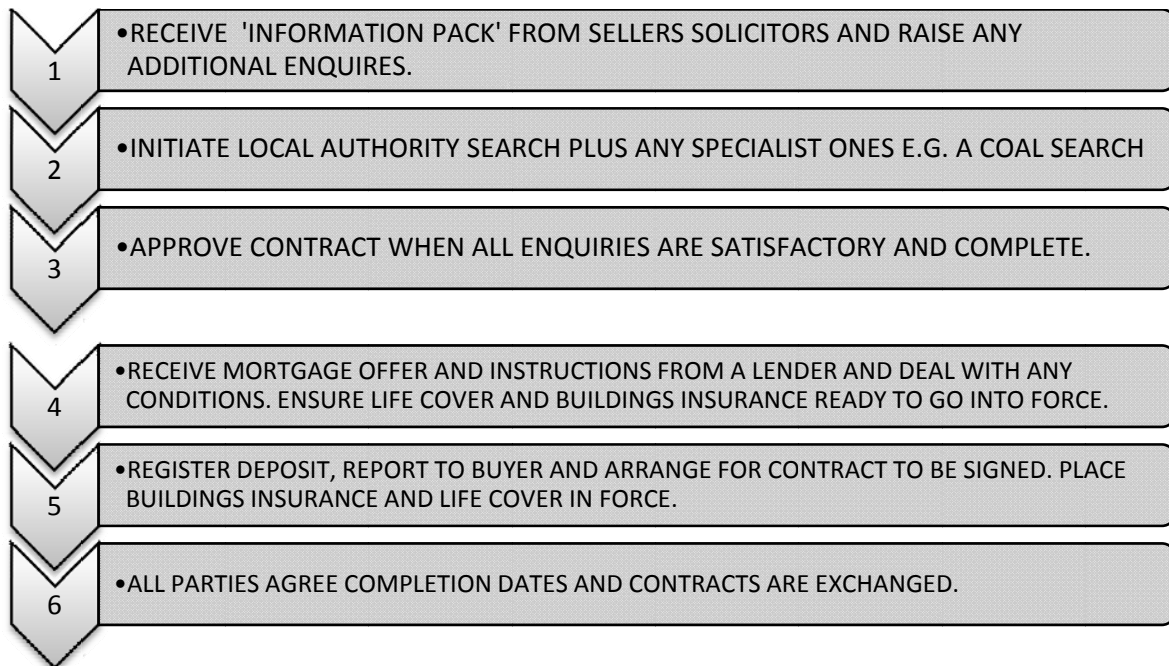 1
•RECEIVE 'INFORMATION PACK' FROM SELLERS SOLICITORS AND RAISE ANY
ADDITIONAL ENQUIRES.
2
•INITIATE LOCAL AUTHORITY SEARCH PLUS ANY SPECIALIST ONES E.G. A COAL SEARCH
3
•APPROVE CONTRACT WHEN ALL ENQUIRIES ARE SATISFACTORY AND COMPLETE.
4
•RECEIVE MORTGAGE OFFER AND INSTRUCTIONS FROM A LENDER AND DEAL WITH ANY
CONDITIONS. ENSURE LIFE COVER AND BUILDINGS INSURANCE READY TO GO INTO FORCE.
5
•REGISTER DEPOSIT, REPORT TO BUYER AND ARRANGE FOR CONTRACT TO BE SIGNED. PLACE
BUILDINGS INSURANCE AND LIFE COVER IN FORCE.
6
•ALL PARTIES AGREE COMPLETION DATES AND CONTRACTS ARE EXCHANGED.